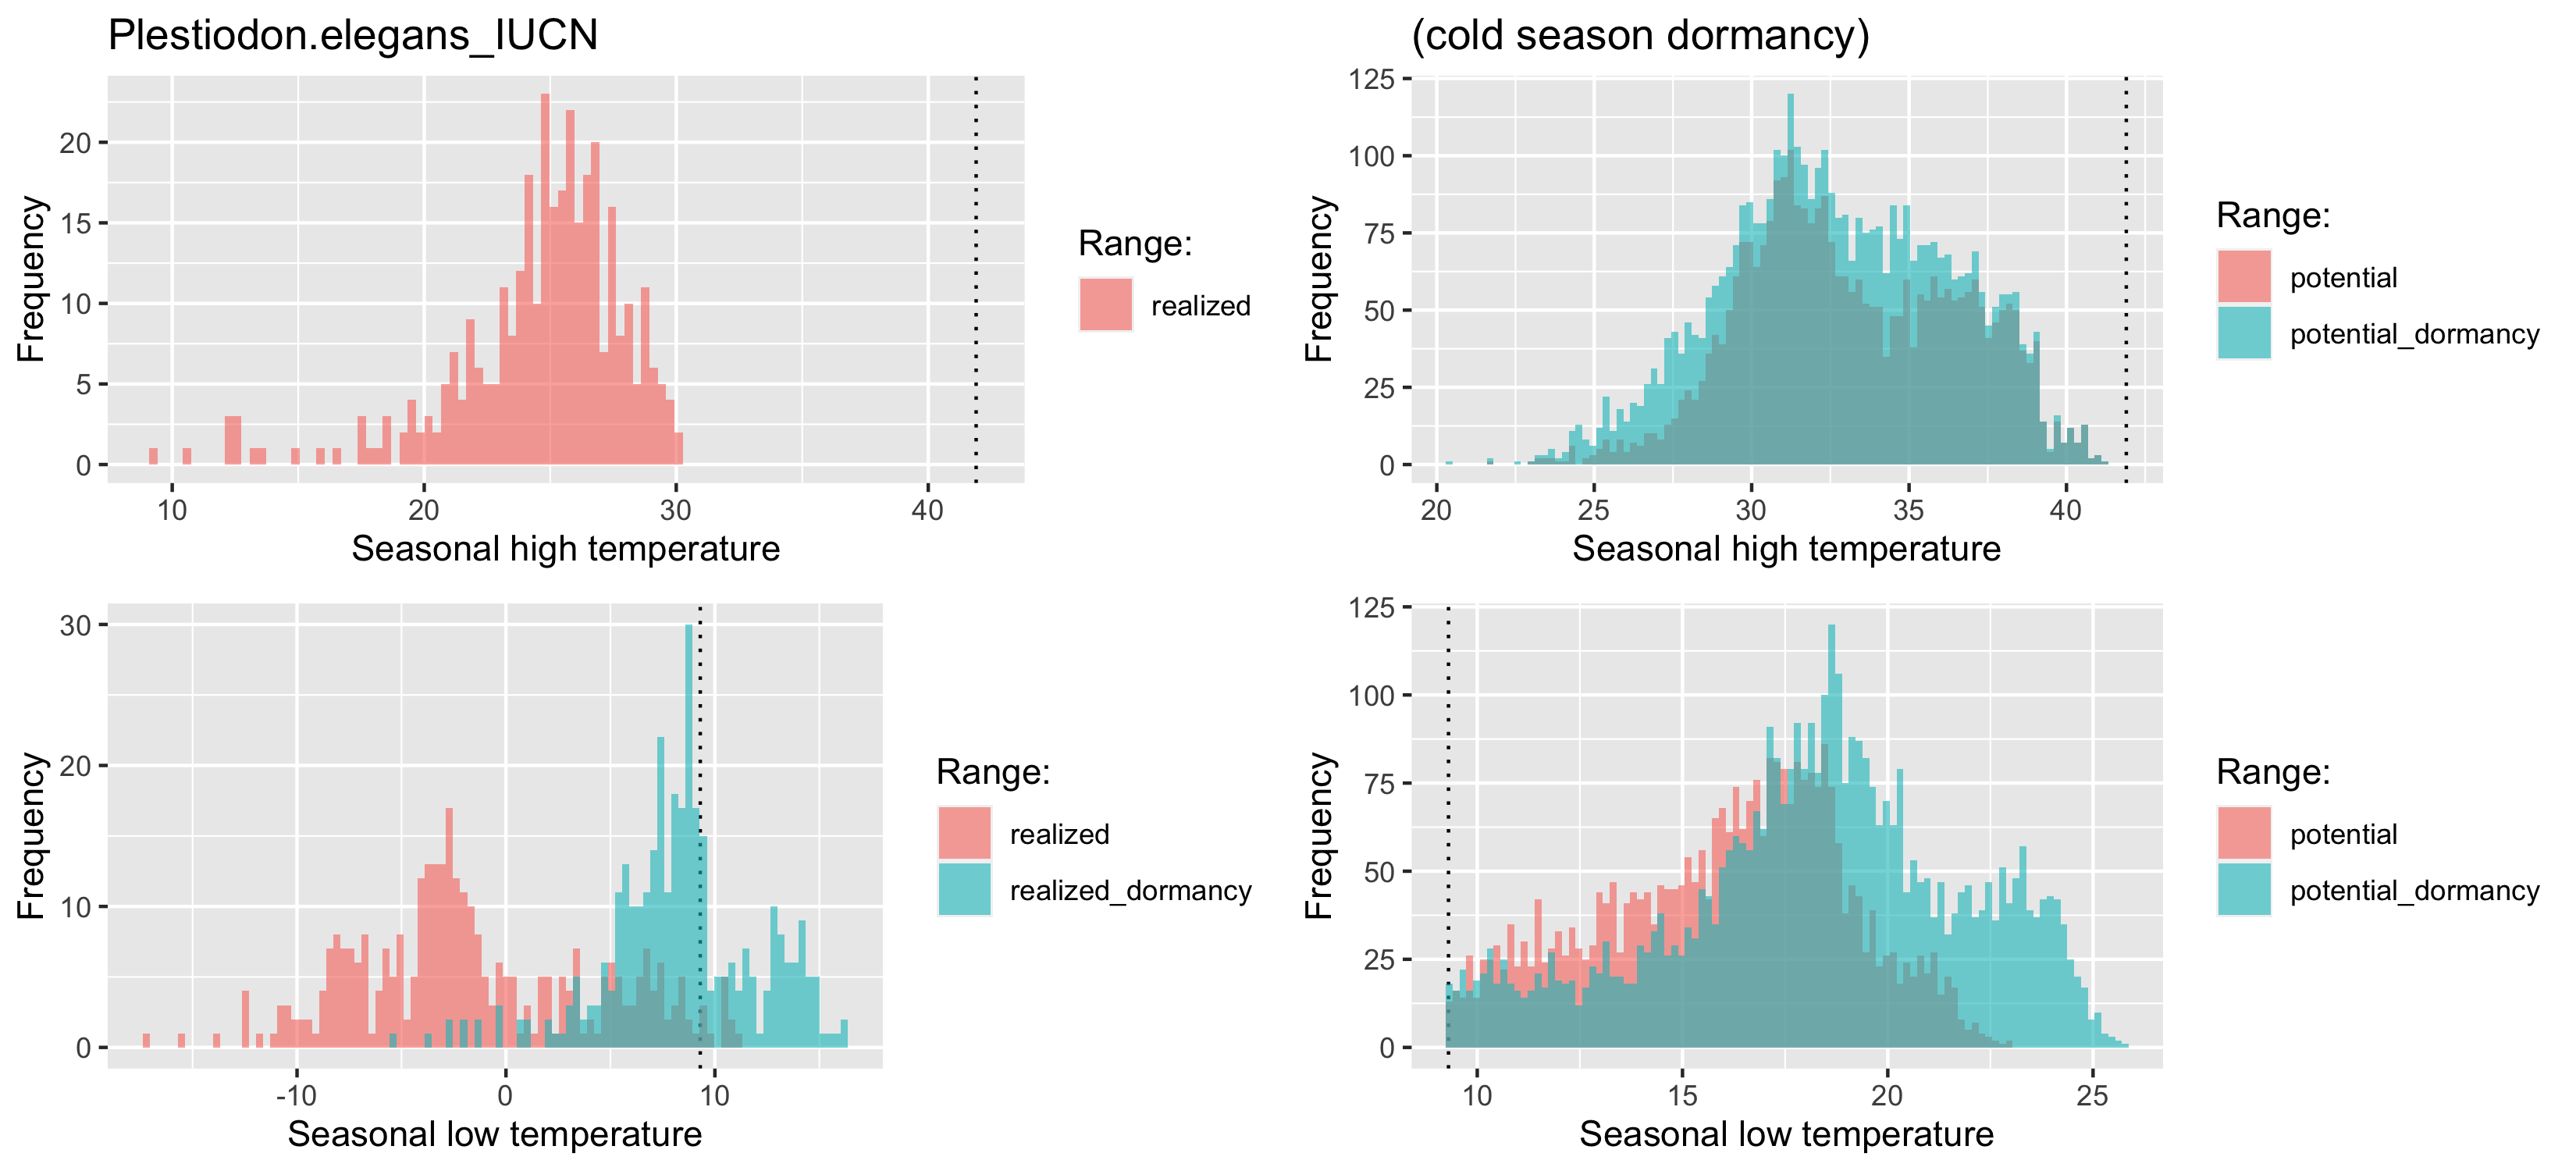 Plestiodon.elegans_IUCN
Frequency
20
15
10
5
0
10 20 30 40
Seasonal high temperature
Range:
realized
(cold season dormancy)
Frequency
125
100
75
50
25
0
20 25 30 35 40
Seasonal high temperature
Range:
potential
potential_dormancy
Frequency
30
20
10
0
-10 0 10
Seasonal low temperature
Range:
realized
realized_dormancy
Frequency
125
100
75
50
25
0
10 15 20 25
Seasonal low temperature
Range:
potential
potential_dormancy